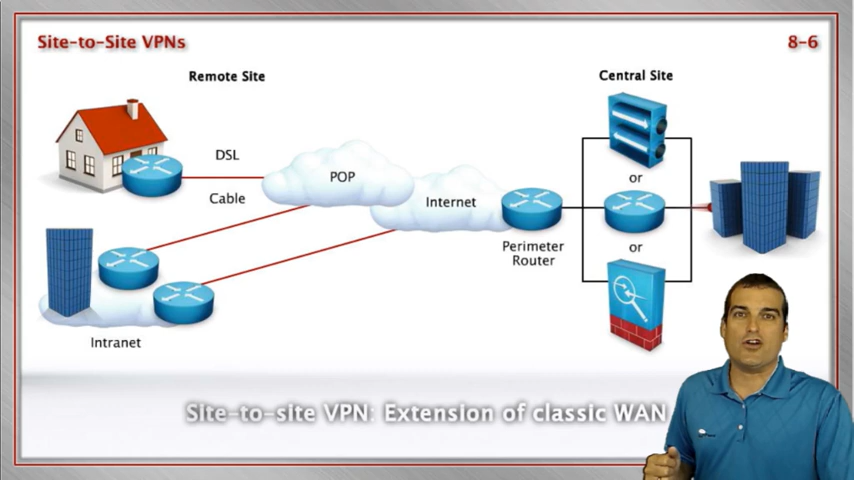 Site-to-Site VPNs
8-6
Remote Site
Central Site
DSL
Cable
POP
Internet
or
Perimeter
Router
or
Intranet
Site-to-site VPN: Extension of classic WAN